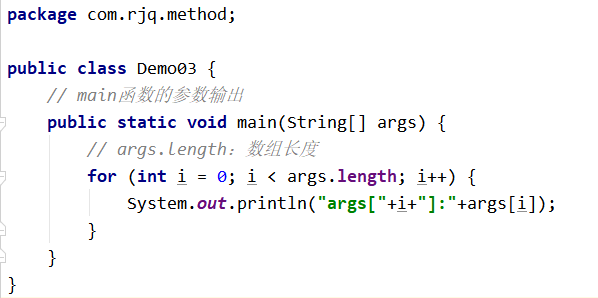 package com.rjq.method;
public class Demo03 {
// main函数的参数输出
public static void main(String[] args) {
// args.length：数组长度
for (int i = 0; i < args.length; i++) {
System.out.println("args["+i+"]:"+args[i]);
}
}
}